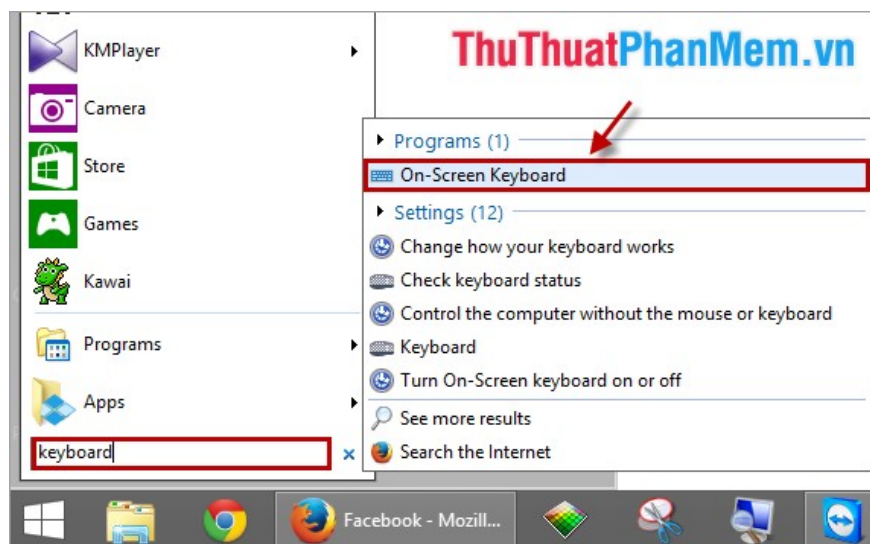 KMPlayer
Camera
Store
Games
Kawai
Programs
Apps
keyboard
ThuThuatPhanMem.vn
Programs (1)
On-Screen Keyboard
Settings (12)
Change how your keyboard works
Check keyboard status
Control the computer without the mouse or keyboard
Keyboard
Turn On-Screen keyboard on or off
See more results
Search the Internet
Facebook - Mozill...